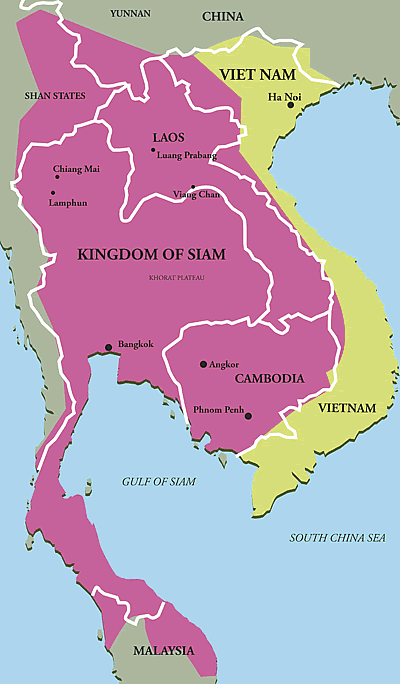 YUNNAN
CHINA
VIET NAM
Ha Noi
SHAN STATES
LAOS
Luang Prabang
Chiang Mai
Lamphun
Viang Chan
KINGDOM OF SIAM
KHORAT PLATEAU
Bangkok
Angkor
CAMBODIA
Phnom Penh
VIETNAM
GULF OF SIAM
SOUTH CHINA SEA
MALAYSIA